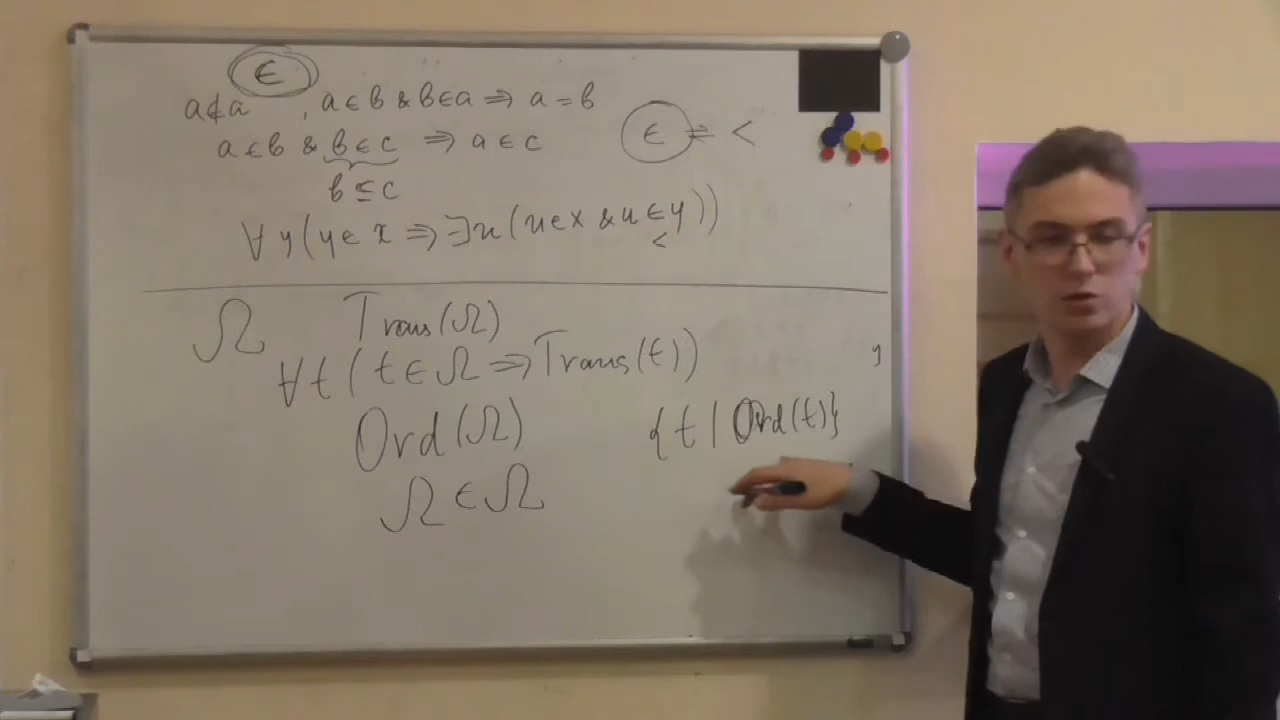 ∈
a∉a , a∈b & b∈a ⇒ a = b
a∈b & b∈c ⇒ a∈c
b ⊆ c
∈ ⇌ <
∀y(y∈x ⇒ ∃u(u∈x & u∈y))
<
Ω Trans(Ω)
∀t(t∈Ω ⇒ Trans(t))
Ord(Ω)
{t | Ord(t)}
Ω∈Ω